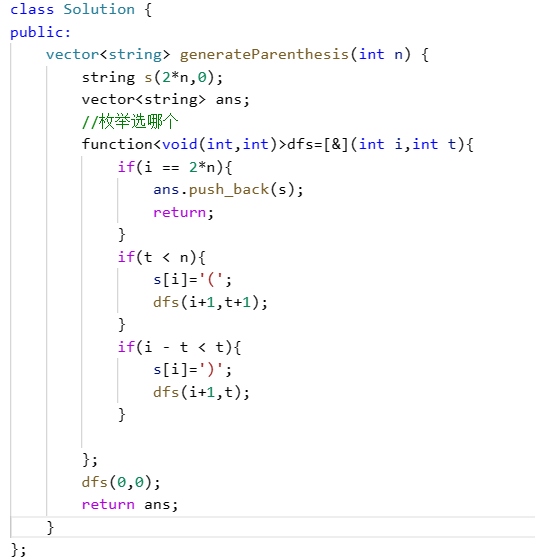 class Solution {
public:
    vector<string> generateParenthesis(int n) {
        string s(2*n,0);
        vector<string> ans;
        //枚举选哪个
        function<void(int,int)>dfs=[&](int i,int t){
            if(i == 2*n){
                ans.push_back(s);
                return;
            }
            if(t < n){
                s[i]='(';
                dfs(i+1,t+1);
            }
            if(i - t < t){
                s[i]=')';
                dfs(i+1,t);
            }

        };
        dfs(0,0);
        return ans;
    }
};